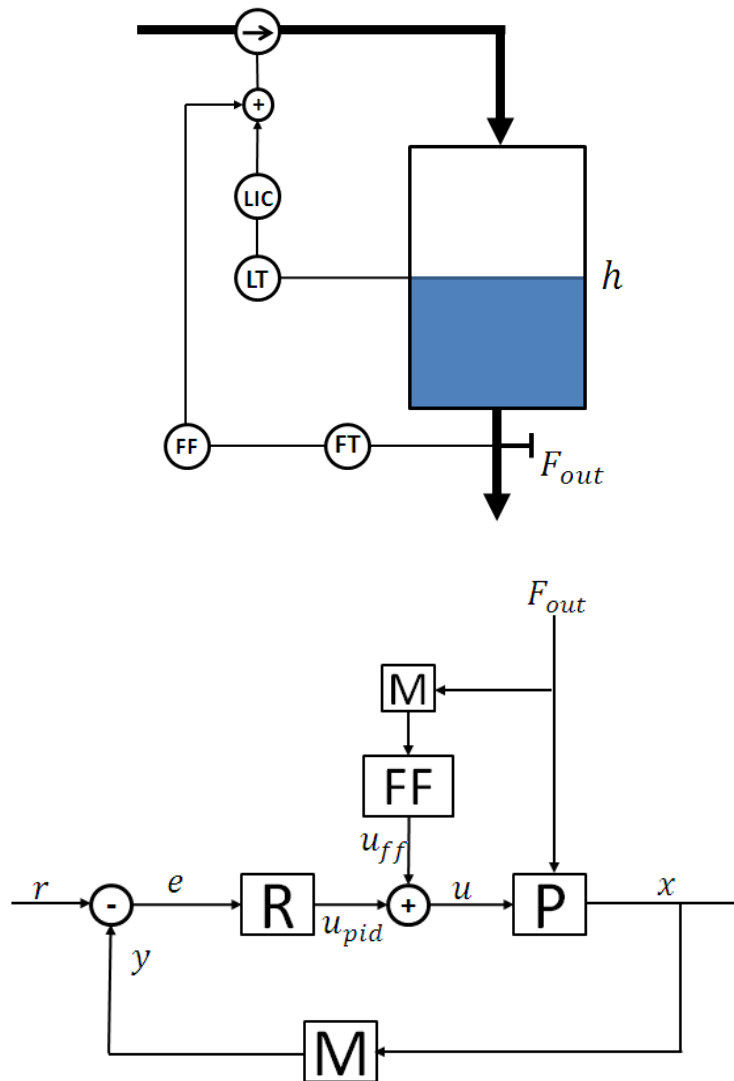 →
+
LIC
LT
h
FF
FT
F_out
F_out
M
FF
u_ff
r
-
e
R
u_pid
+
u
P
x
y
M